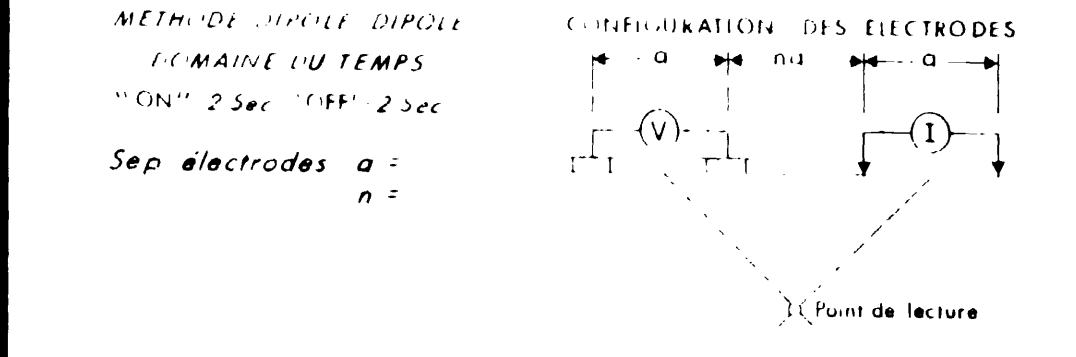 METHODE DIPOLE DIPOLE
DOMAINE DU TEMPS
"ON" 2 Sec "OFF" 2 Sec
Sep électrodes a =
n =
CONFIGURATION DES ELECTRODES
a na a
V I
Point de lecture